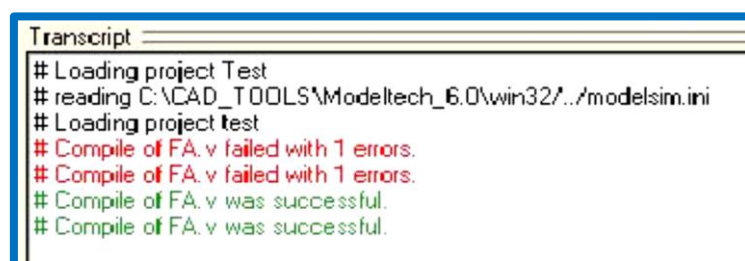 Transcript
# Loading project Test
# reading C:\CAD_TOOLS\Modeltech_6.0\win32/../modelsim.ini
# Loading project test
# Compile of FA.v failed with 1 errors.
# Compile of FA.v failed with 1 errors.
# Compile of FA.v was successful.
# Compile of FA.v was successful.